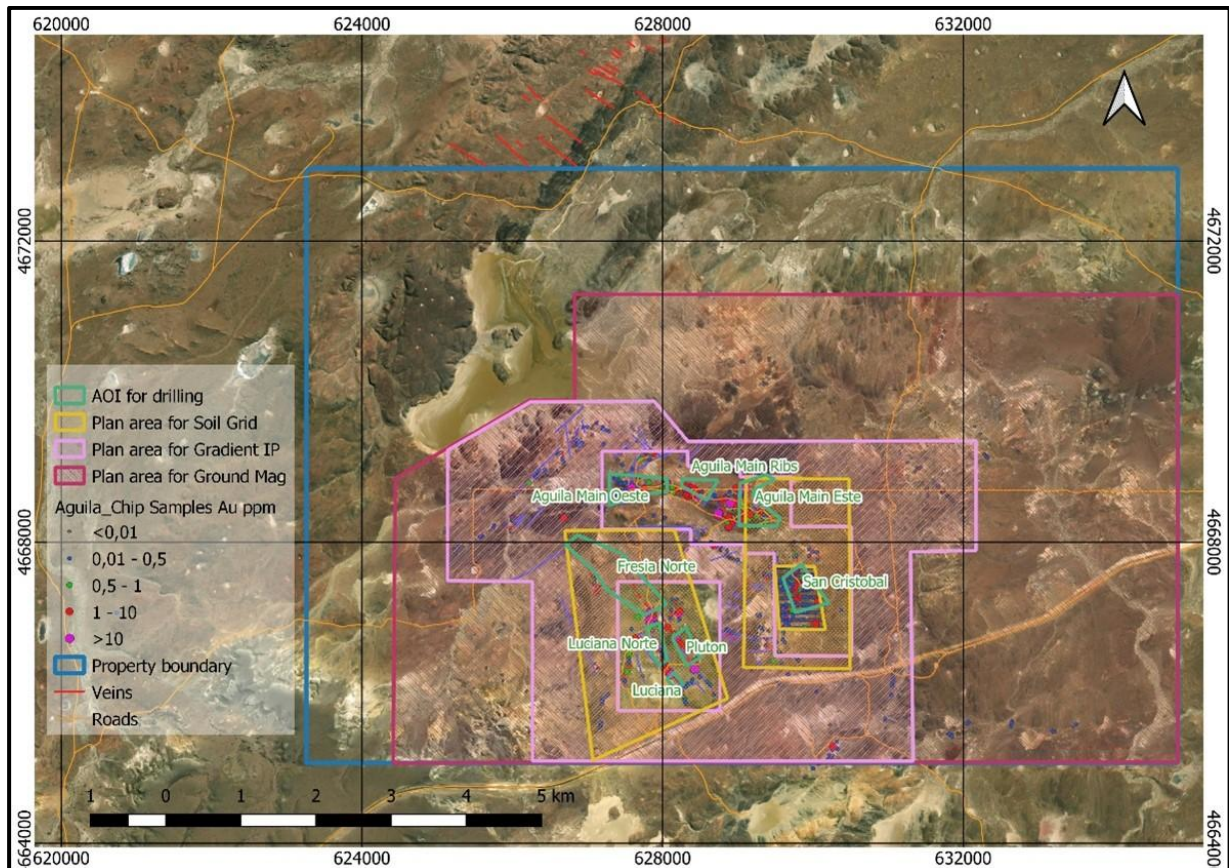 620000
624000
628000
632000
4672000
4672000
AOI for drilling
Plan area for Soil Grid
Plan area for Gradient IP
Plan area for Ground Mag
Aguila_Chip Samples Au ppm
<0,01
0,01 - 0,5
0,5 - 1
1 - 10
>10
Property boundary
Veins
Roads
Aguila Main Ribs
Aguila Main Oeste
Aguila Main Este
4668000
4668000
Fresia Norte
San Cristobal
Luciana Norte
Pluton
Luciana
1 0 1 2 3 4 5 km
664000
466400
620000
624000
628000
632000